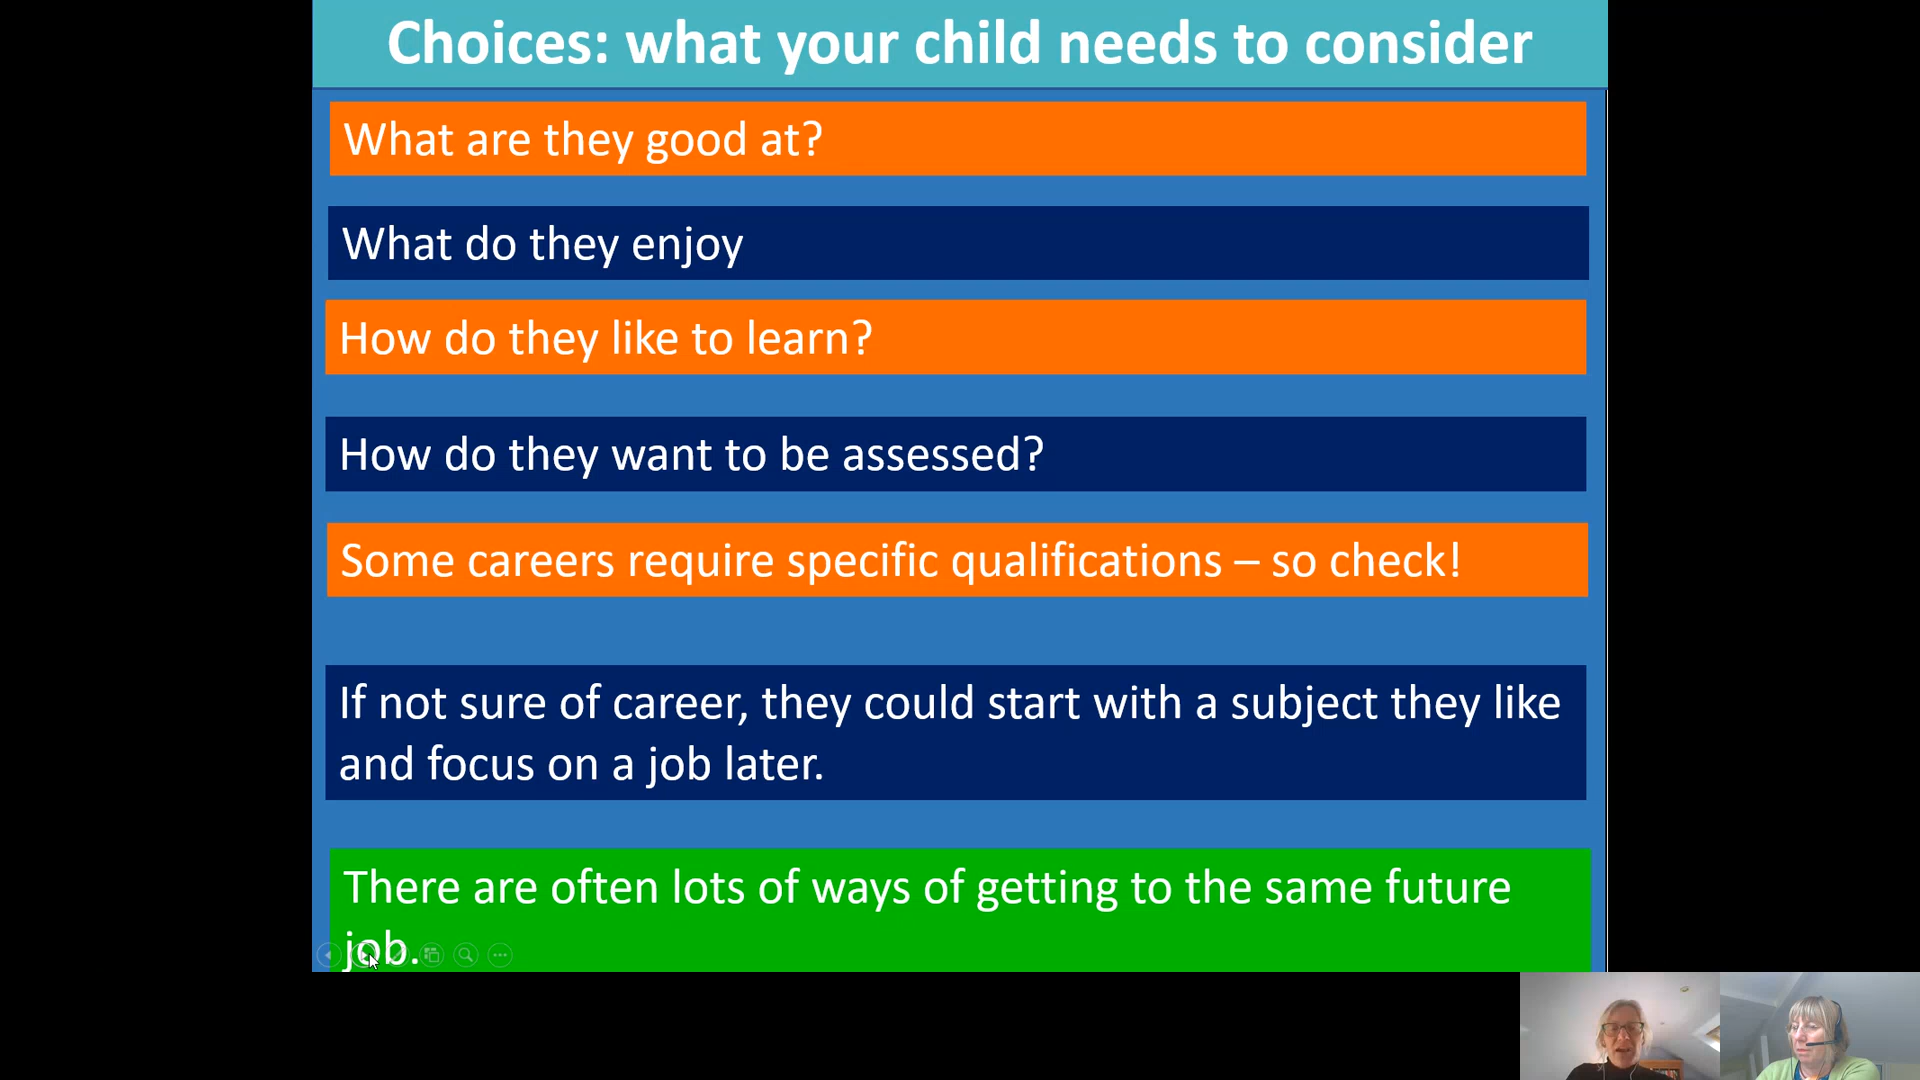 Choices: what your child needs to consider
What are they good at?
What do they enjoy
How do they like to learn?
How do they want to be assessed?
Some careers require specific qualifications – so check!
If not sure of career, they could start with a subject they like
and focus on a job later.
There are often lots of ways of getting to the same future
job.